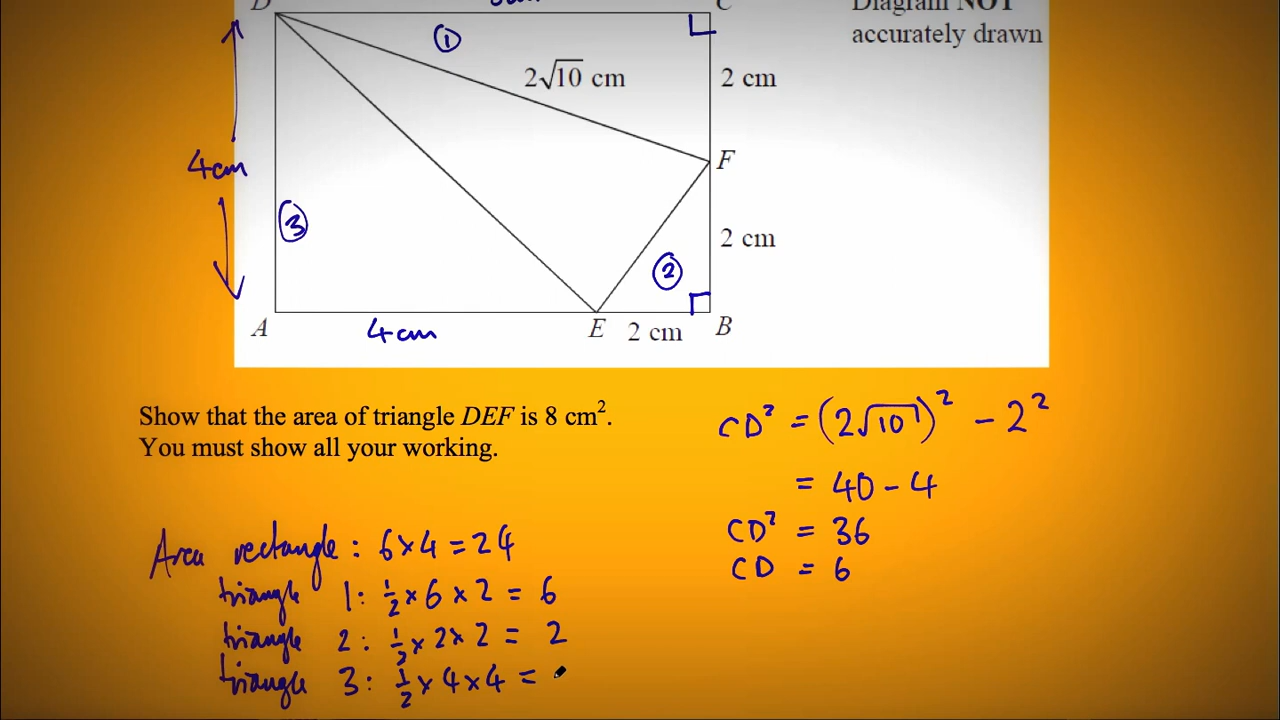 D
C
Diagram NOT
accurately drawn
①
2√10 cm
2 cm
4cm
F
③
2 cm
②
A
4cm
E
2 cm
B
Show that the area of triangle DEF is 8 cm².
You must show all your working.
CD² = (2√10)² - 2²
= 40 - 4
CD² = 36
CD = 6
Area rectangle: 6×4 = 24
triangle 1: ½ × 6 × 2 = 6
triangle 2: ½ × 2 × 2 = 2
triangle 3: ½ × 4 × 4 =